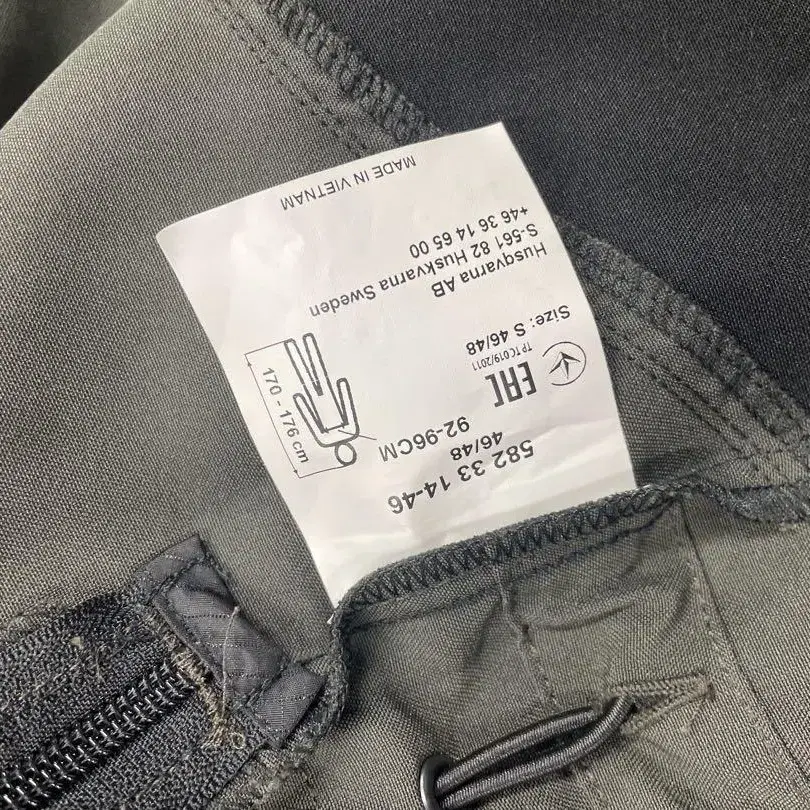 582 33 14-46
46/48
92-96CM
170 - 176 cm
EAC
TP TC019/2011
Size: S 46/48
Husqvarna AB
S-561 82 Huskvarna Sweden
+46 36 14 65 00
MADE IN VIETNAM